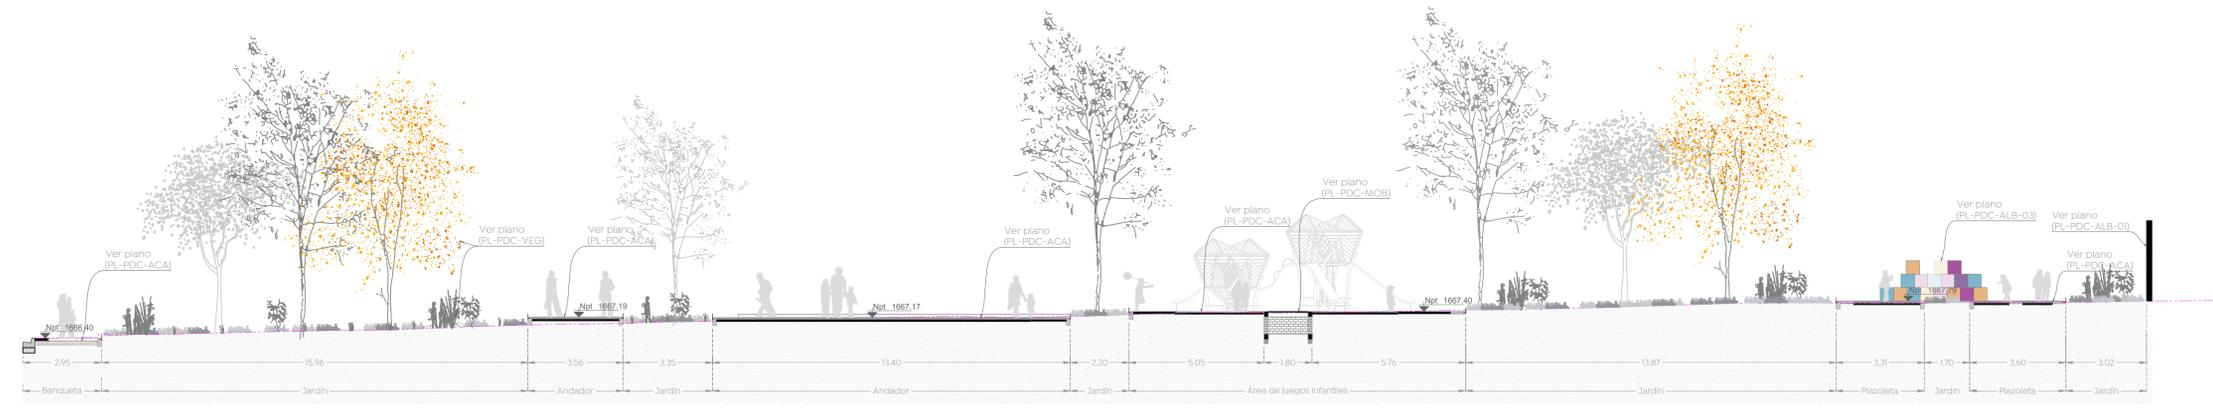 Ver plano
(PL-PDC-ACA)
Ver plano
(PL-PDC-VEG)
Ver plano
(PL-PDC-ACA)
Ver plano
(PL-PDC-ACA)
Ver plano
(PL-PDC-ACA)
Ver plano
(PL-PDC-MOB)
Ver plano
(PL-PDC-ALB-03)
Ver plano
(PL-PDC-ALB-01)
Ver plano
(PL-PDC-ACA)
Npt 1666.40
Npt 1667.19
Npt 1667.17
Npt 1667.40
Npt 1667.79
2.95
15.96
3.56
3.35
13.40
2.20
5.05
1.80
5.76
13.87
3.31
1.70
3.60
3.02
Banqueta
Jardín
Andador
Jardín
Andador
Jardín
Área de juegos infantiles
Jardín
Plazoleta
Jardín
Plazoleta
Jardín